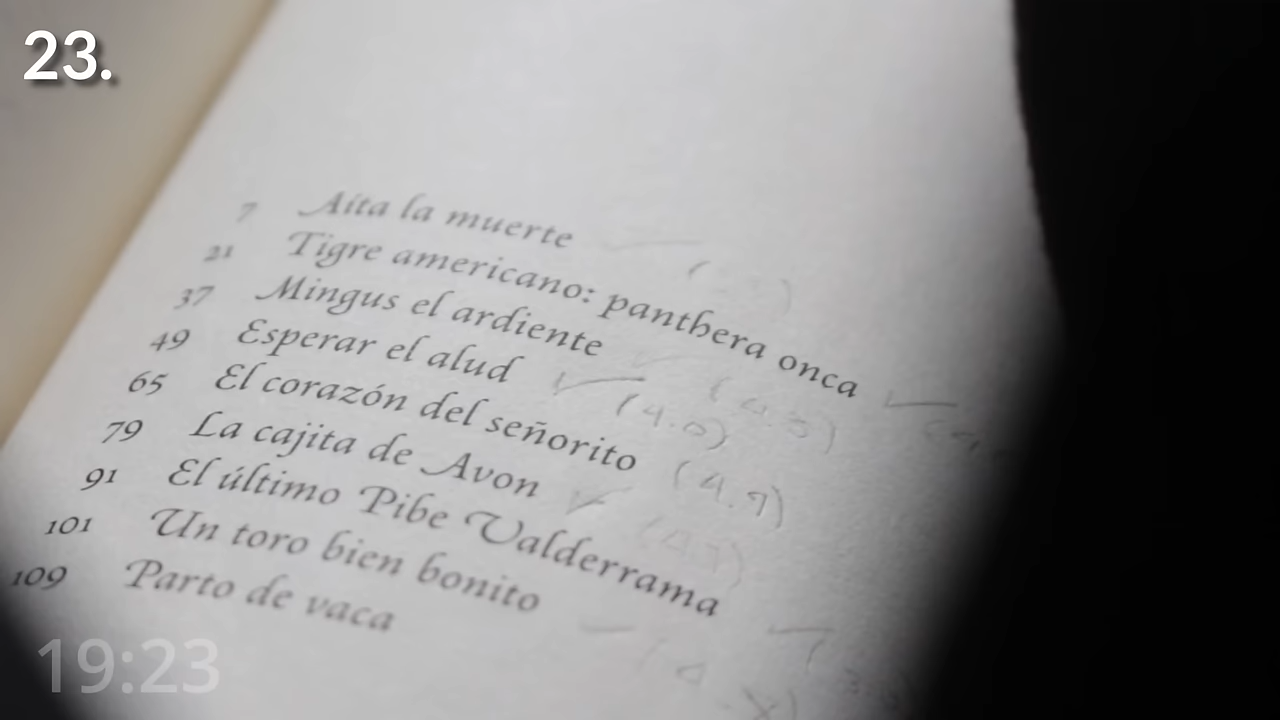 23.
7 Aita la muerte
21 Tigre americano: panthera onca
37 Mingus el ardiente
49 Esperar el alud (4.0)
65 El corazón del señorito (4.9)
79 La cajita de Avon
91 El último Pibe Valderrama
101 Un toro bien bonito
109 Parto de vaca
19:23